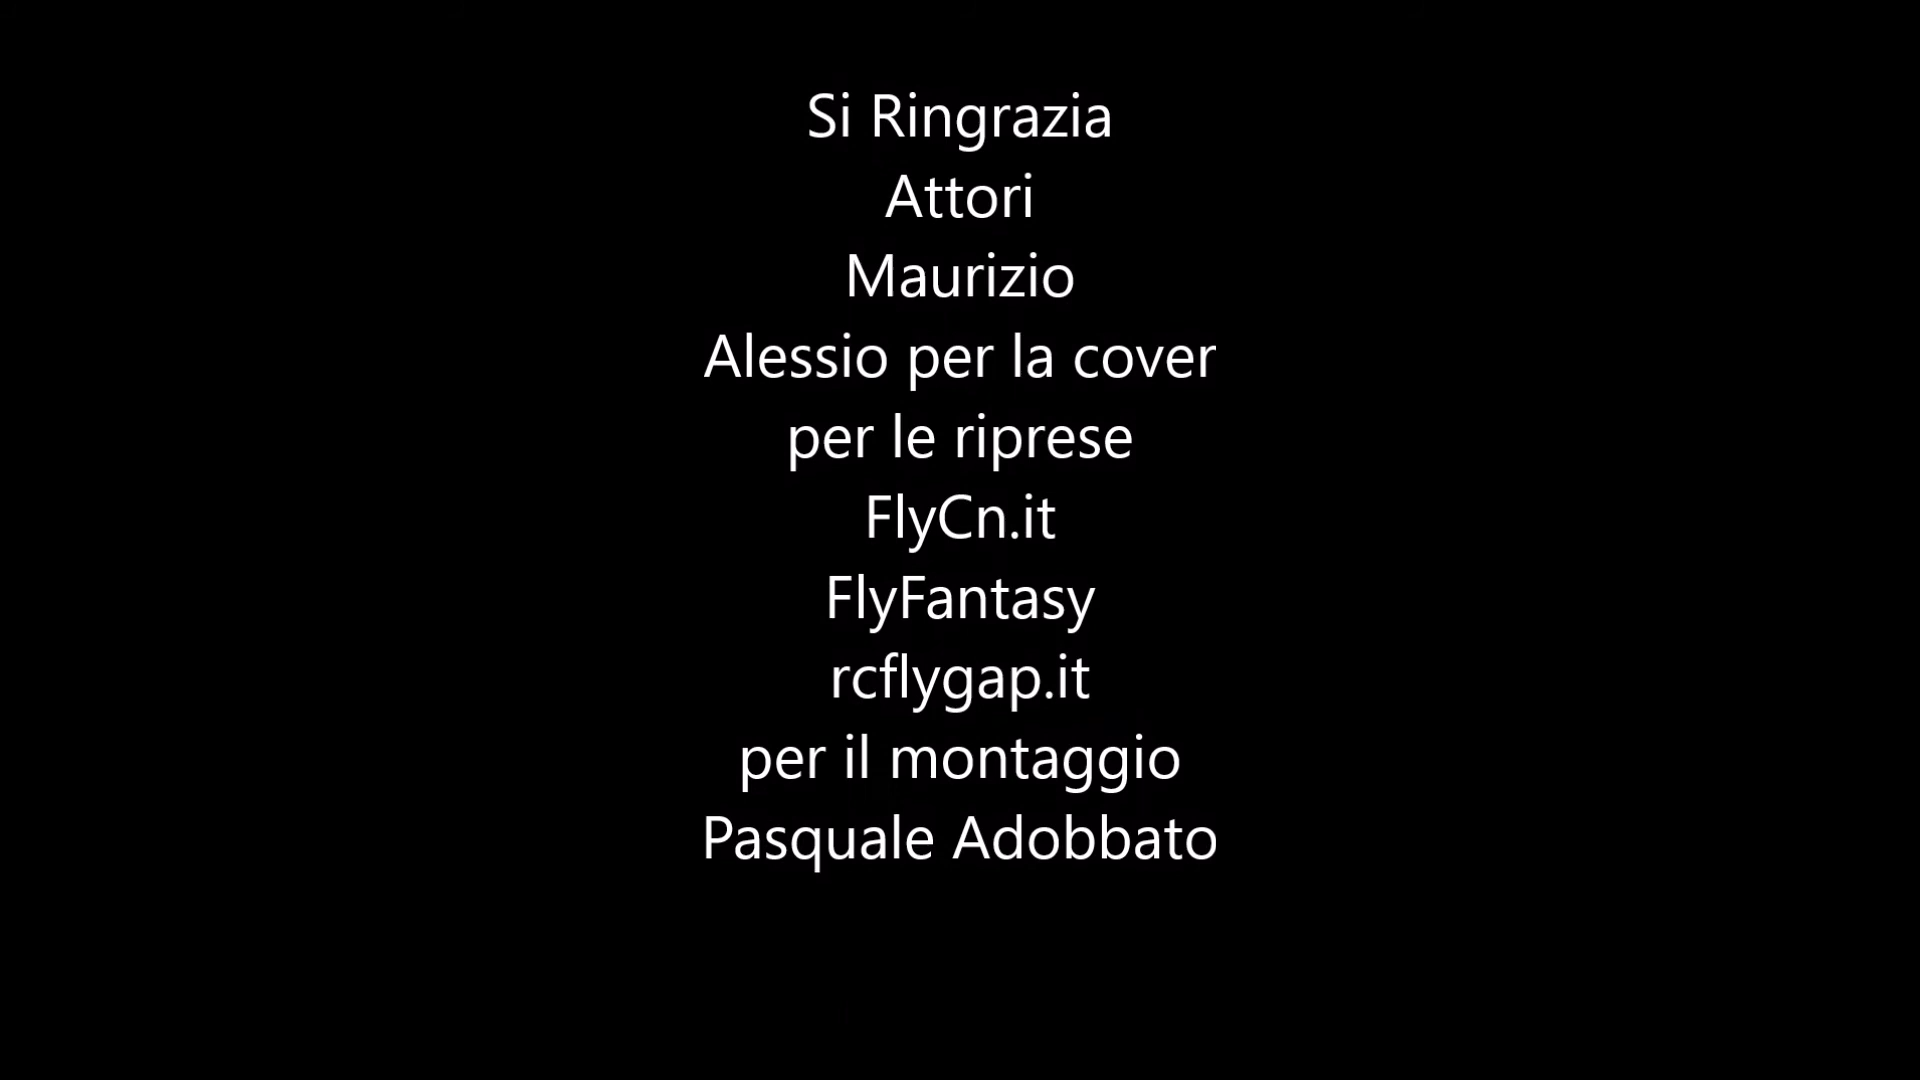 Si Ringrazia
Attori
Maurizio
Alessio per la cover
per le riprese
FlyCn.it
FlyFantasy
rcflygap.it
per il montaggio
Pasquale Adobbato